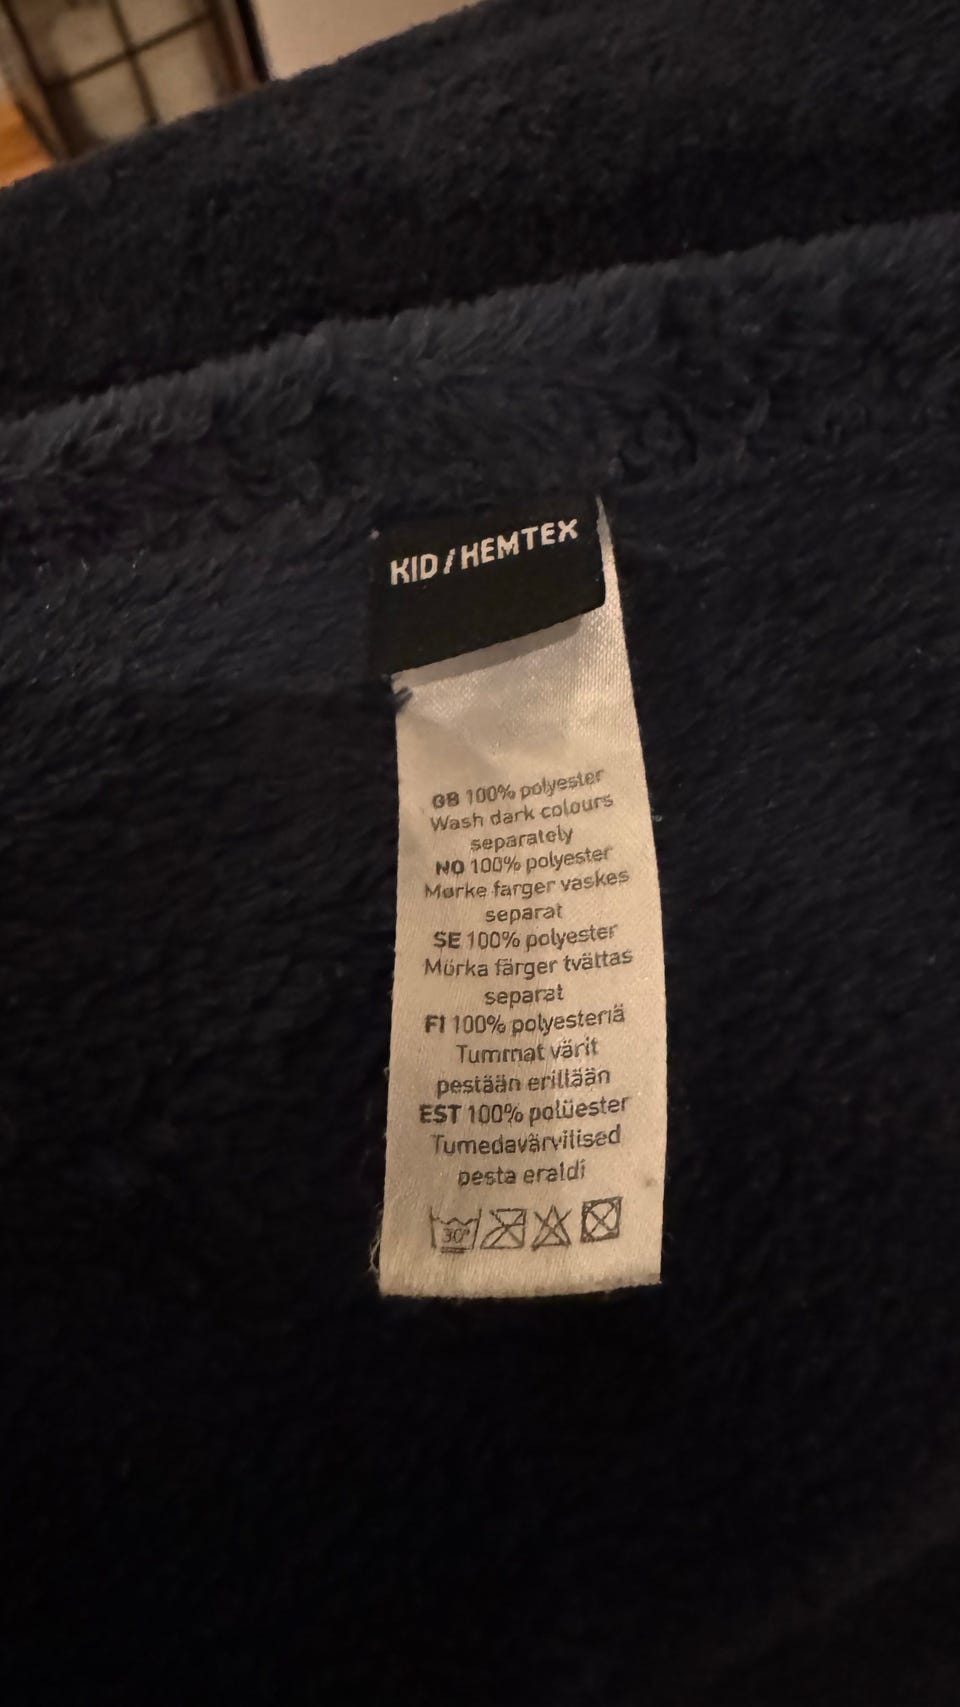 KID/HEMTEX
GB 100% polyester
Wash dark colours
separately
NO 100% polyester
Mørke farger vaskes
separat
SE 100% polyester
Mörka färger tvättas
separat
FI 100% polyesteriä
Tummat värit
pestään erillään
EST 100% polüester
Tumedavärvilised
pesta eraldi
30°